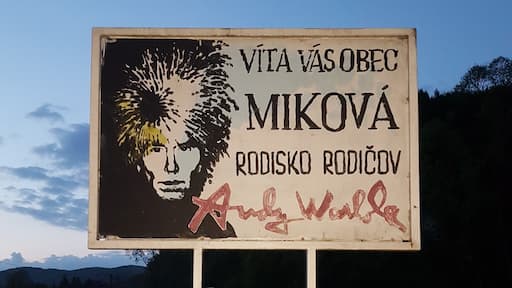 VÍTA VÁS OBEC
MIKOVÁ
RODISKO RODIČOV
Andy Warhola